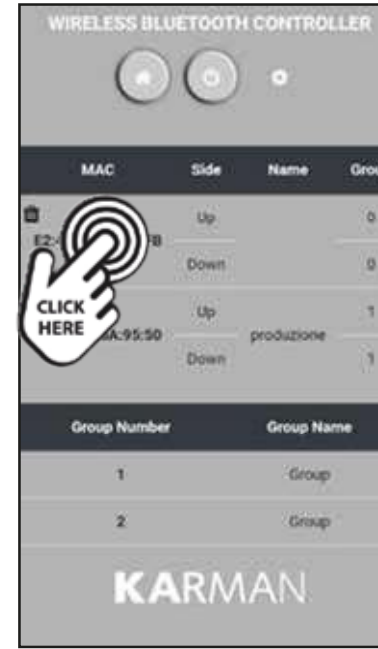 WIRELESS BLUETOOTH CONTROLLER
MAC Side Name
Up 0
E2:
Down 0
CLICK
HERE
Up 1
A:95:50 produzione
Down 1
Group Number Group Name
1 Group
2 Group
KARMAN